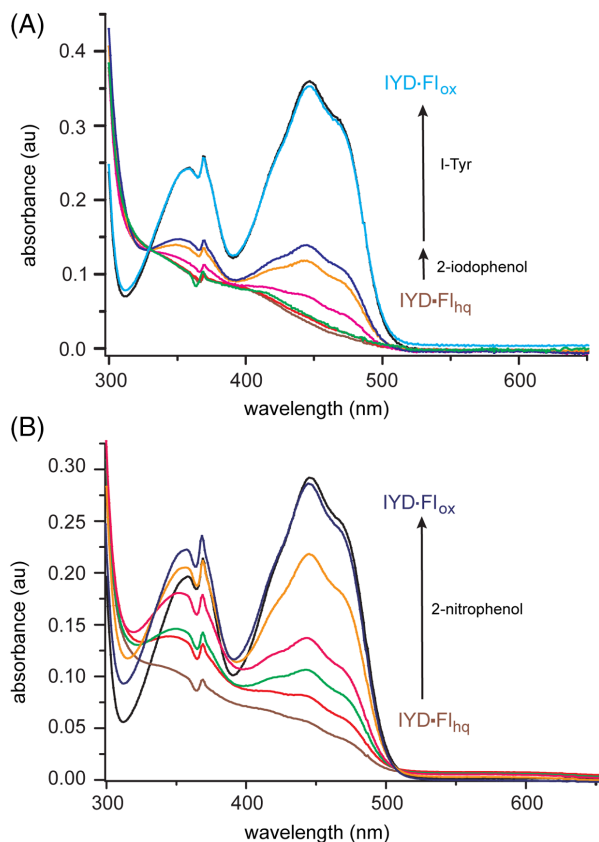 (A)
absorbance (au)
0.4
0.3
0.2
0.1
0.0
300
400
500
600
wavelength (nm)
IYD·Flox
I-Tyr
2-iodophenol
IYD·Flhq
(B)
absorbance (au)
0.30
0.25
0.20
0.15
0.10
0.05
0.00
300
400
500
600
wavelength (nm)
IYD·Flox
2-nitrophenol
IYD·Flhq